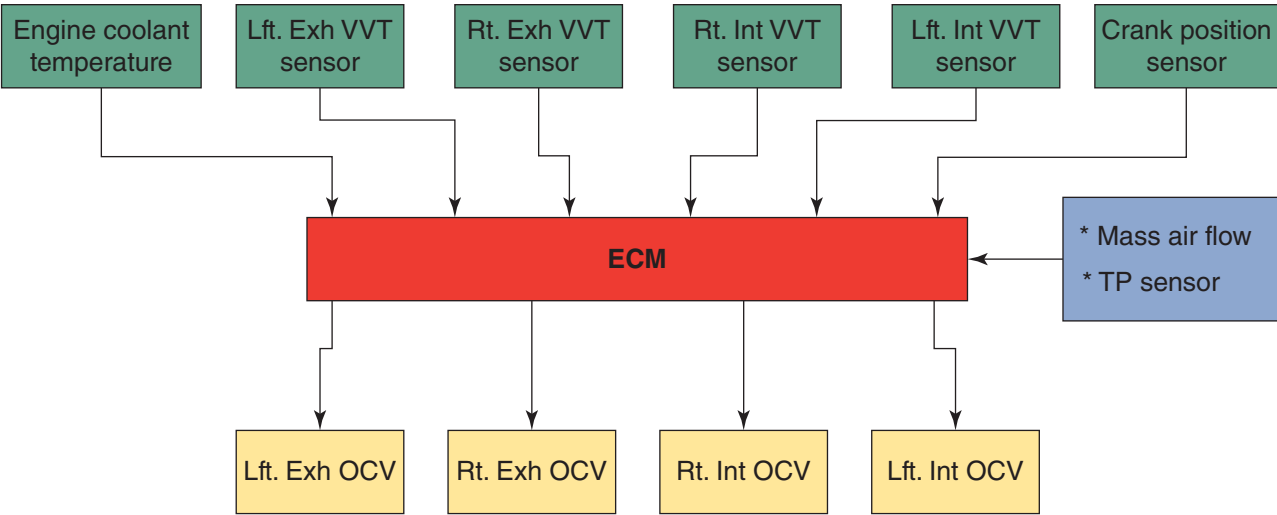 Engine coolant
temperature
Lft. Exh VVT
sensor
Rt. Exh VVT
sensor
Rt. Int VVT
sensor
Lft. Int VVT
sensor
Crank position
sensor
ECM
* Mass air flow
* TP sensor
Lft. Exh OCV
Rt. Exh OCV
Rt. Int OCV
Lft. Int OCV